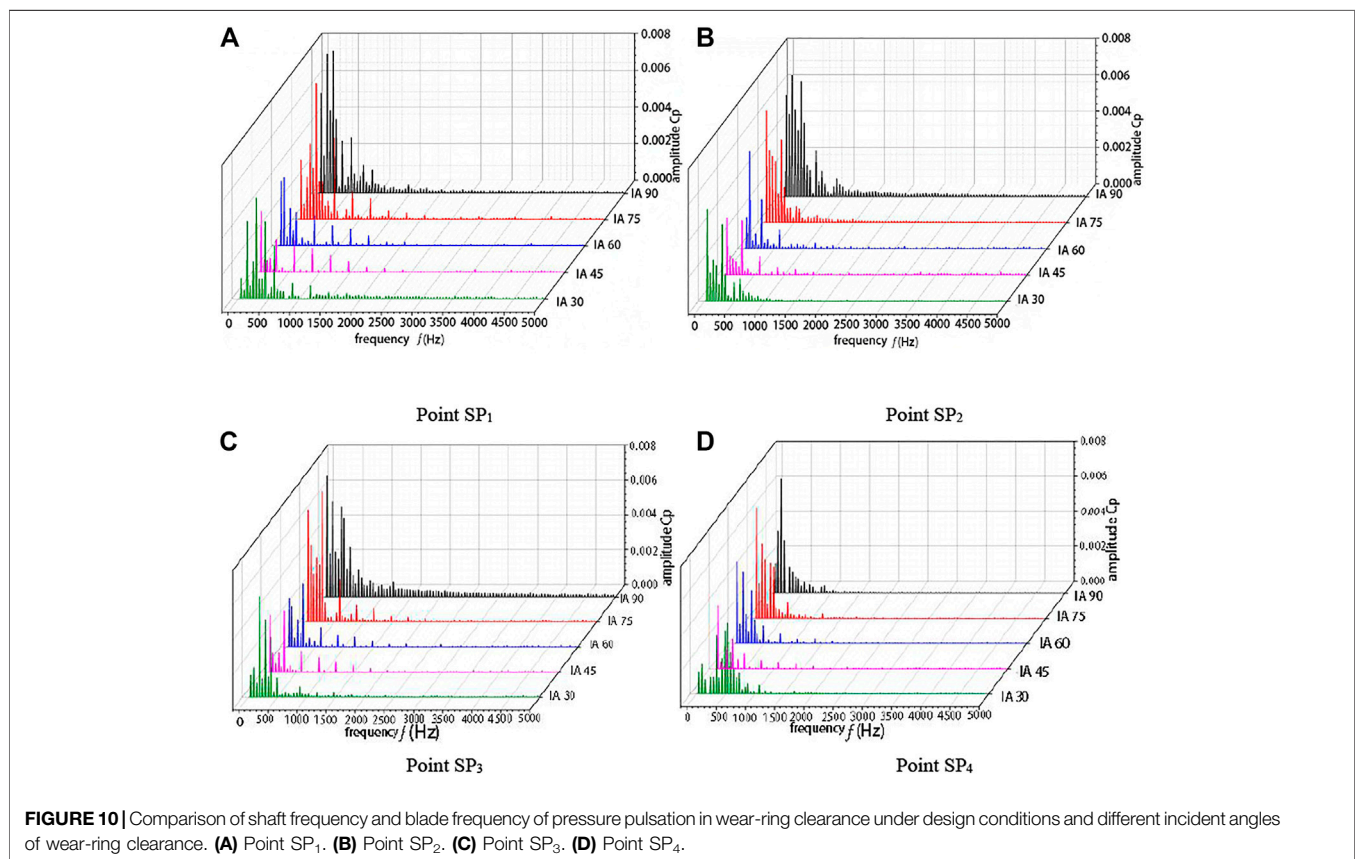 A
0.008
0.006
0.004
0.002
0.000
amplitude Cp
IA 90
IA 75
IA 60
IA 45
IA 30
0 500 1000 1500 2000 2500 3000 3500 4000 4500 5000
frequency f(Hz)
Point SP₁
B
0.008
0.006
0.004
0.002
0.000
amplitude Cp
IA 90
IA 75
IA 60
IA 45
IA 30
0 500 1000 1500 2000 2500 3000 3500 4000 4500 5000
frequency f(Hz)
Point SP₂
C
0.008
0.006
0.004
0.002
0.000
amplitude Cp
IA 90
IA 75
IA 60
IA 45
IA 30
0 500 1000 1500 2000 2500 3000 3500 4000 4500 5000
frequency f (Hz)
Point SP₃
D
0.008
0.006
0.004
0.002
0.000
amplitude Cp
IA 90
IA 75
IA 60
IA 45
IA 30
0 500 1000 1500 2000 2500 3000 3500 4000 4500 5000
frequency f (Hz)
Point SP₄
FIGURE 10 | Comparison of shaft frequency and blade frequency of pressure pulsation in wear-ring clearance under design conditions and different incident angles
of wear-ring clearance. (A) Point SP₁. (B) Point SP₂. (C) Point SP₃. (D) Point SP₄.